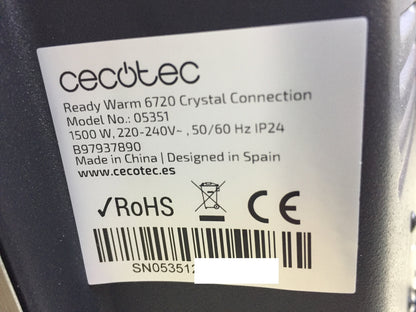 cecotec
Ready Warm 6720 Crystal Connection
Model No.: 05351
1500 W, 220-240V~ , 50/60 Hz IP24
B97937890
Made in China | Designed in Spain
www.cecotec.es
✓RoHS CE
SN053512